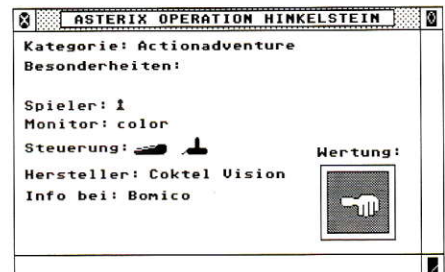 ASTERIX OPERATION HINKELSTEIN
Kategorie: Actionadventure
Besonderheiten:
Spieler: 1
Monitor: color
Steuerung:
Wertung:
Hersteller: Coktel Vision
Info bei: Bomico